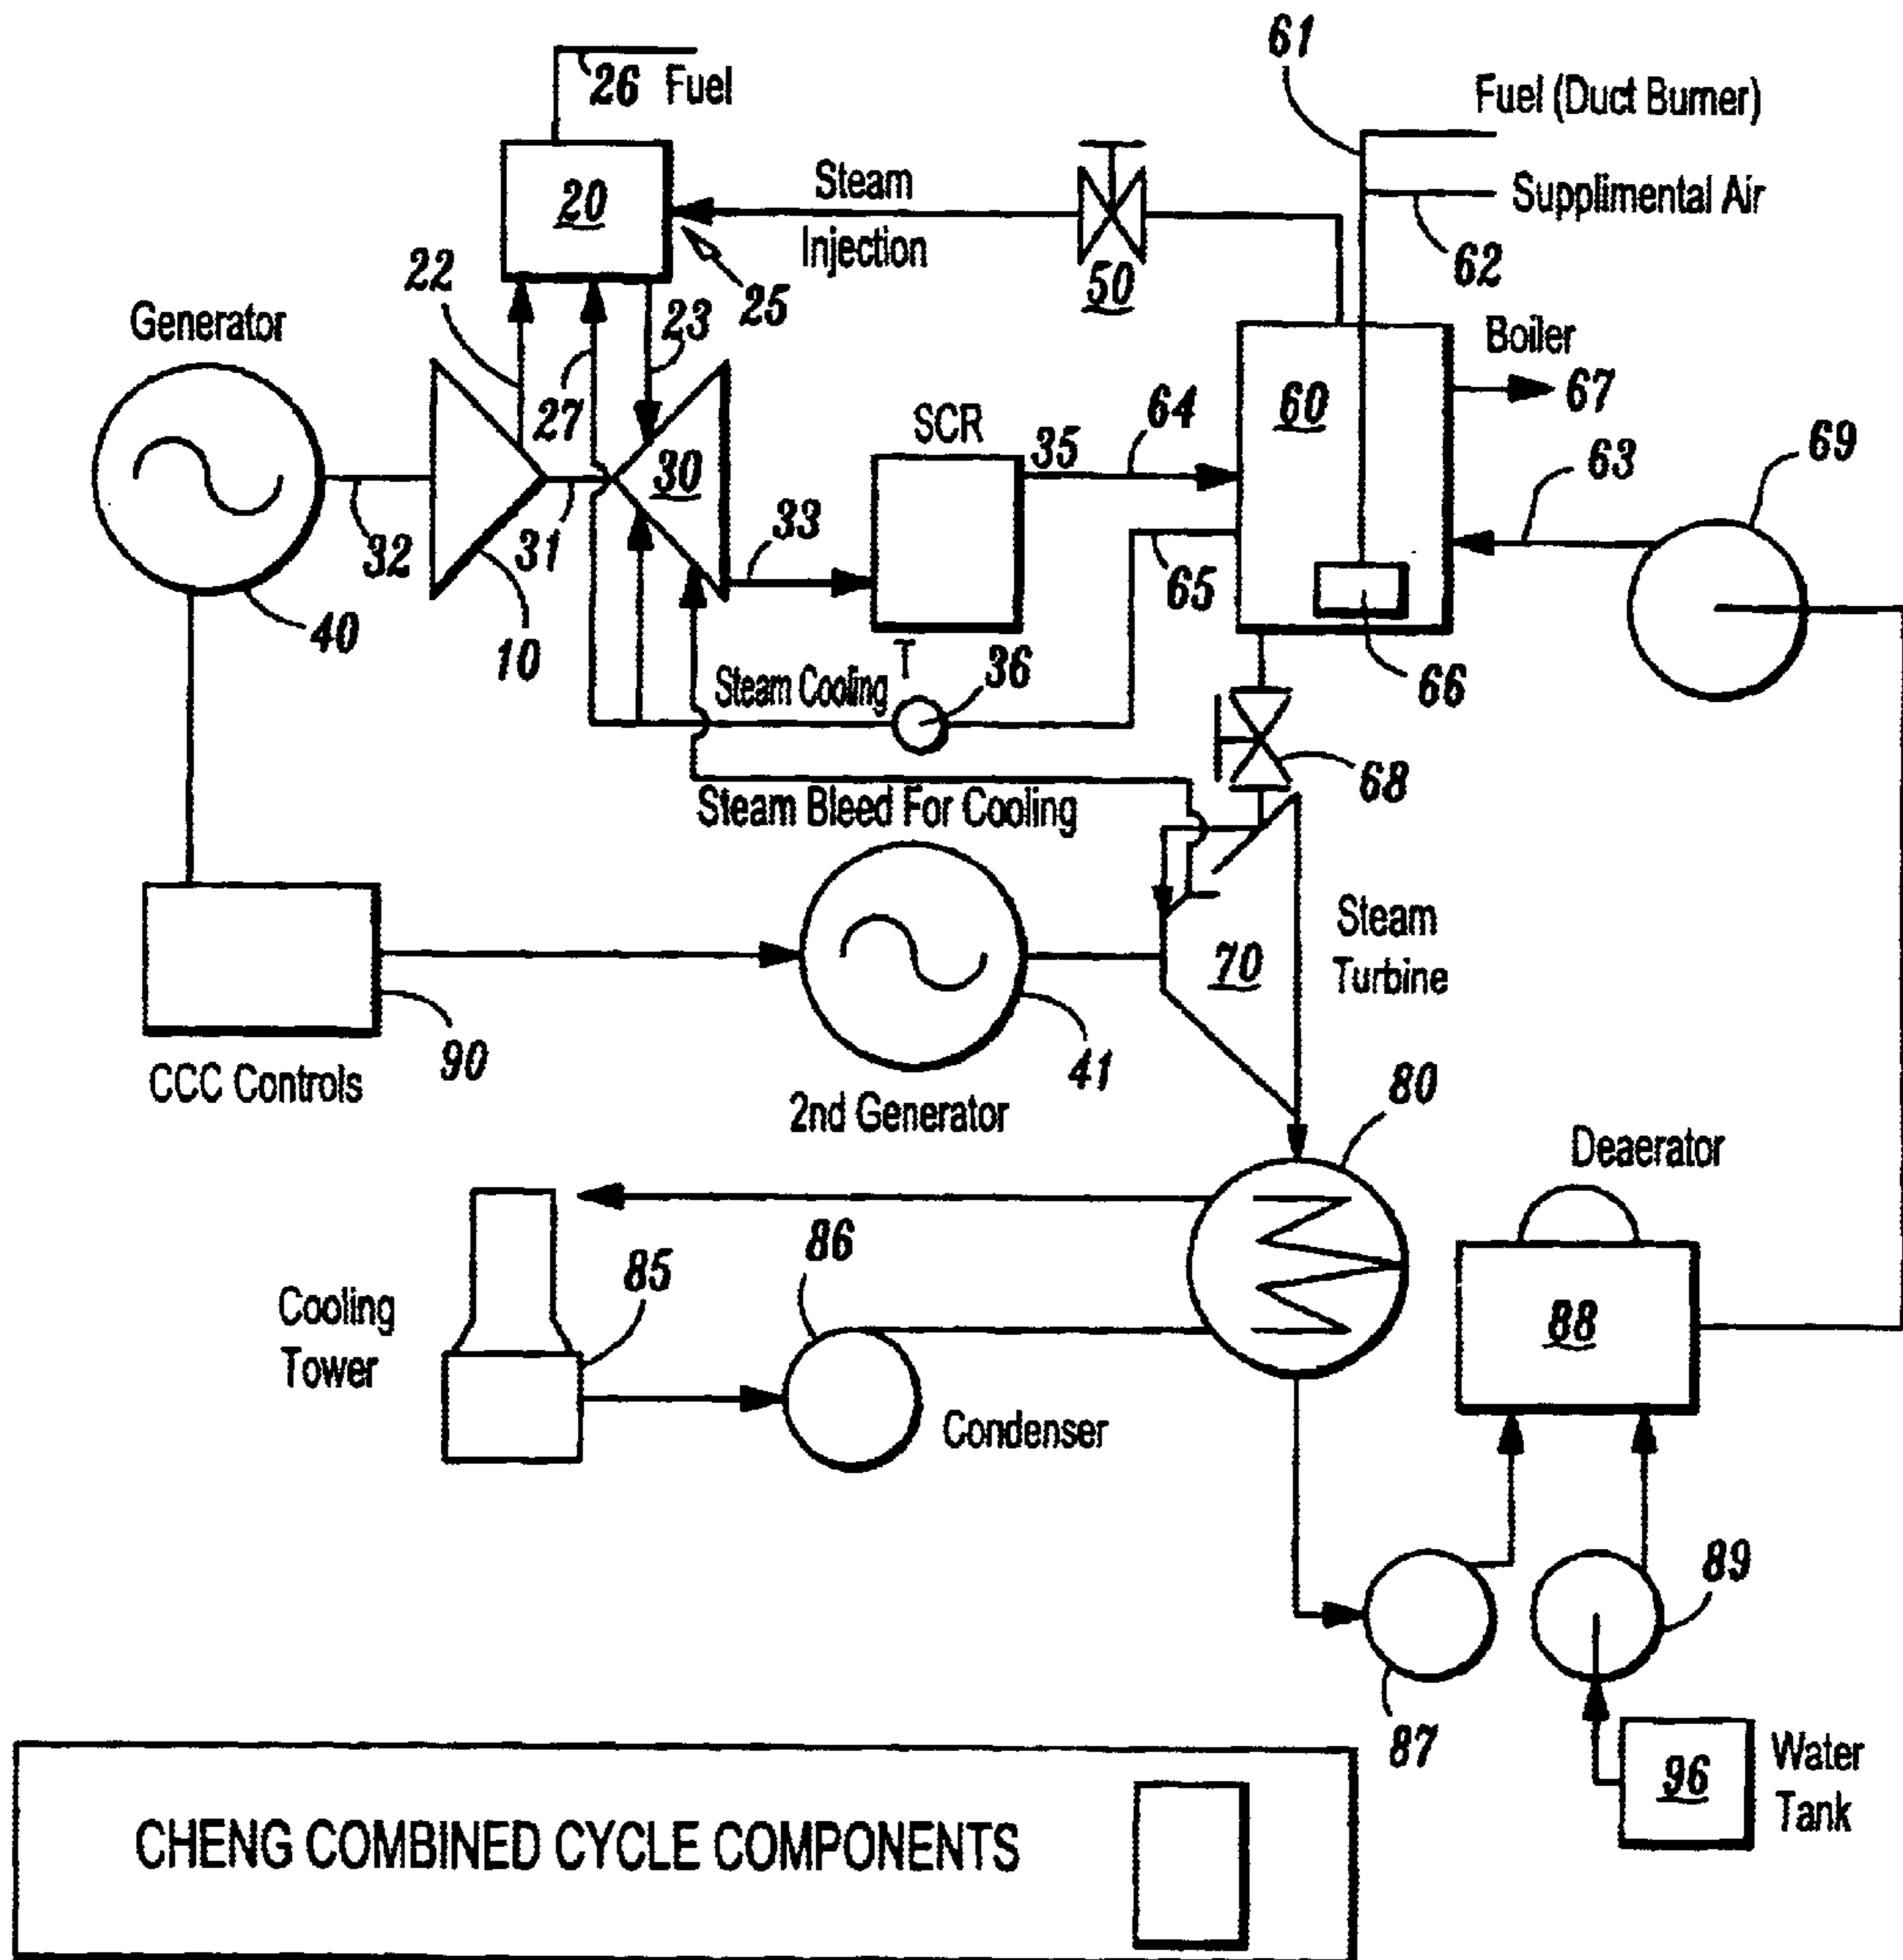 61
26 Fuel
Fuel (Duct Burner)
20
Steam
Injection
Supplimental Air
62
22
50
25
23
Generator
Boiler
67
27
60
64
SCR
35
69
30
63
33
32
31
65
40
10
36
Steam Cooling
66
68
Steam Bleed For Cooling
Steam
Turbine
70
90
41
CCC Controls
80
2nd Generator
Deaerator
86
85
Cooling
Tower
88
Condenser
89
87
96
Water
Tank
CHENG COMBINED CYCLE COMPONENTS